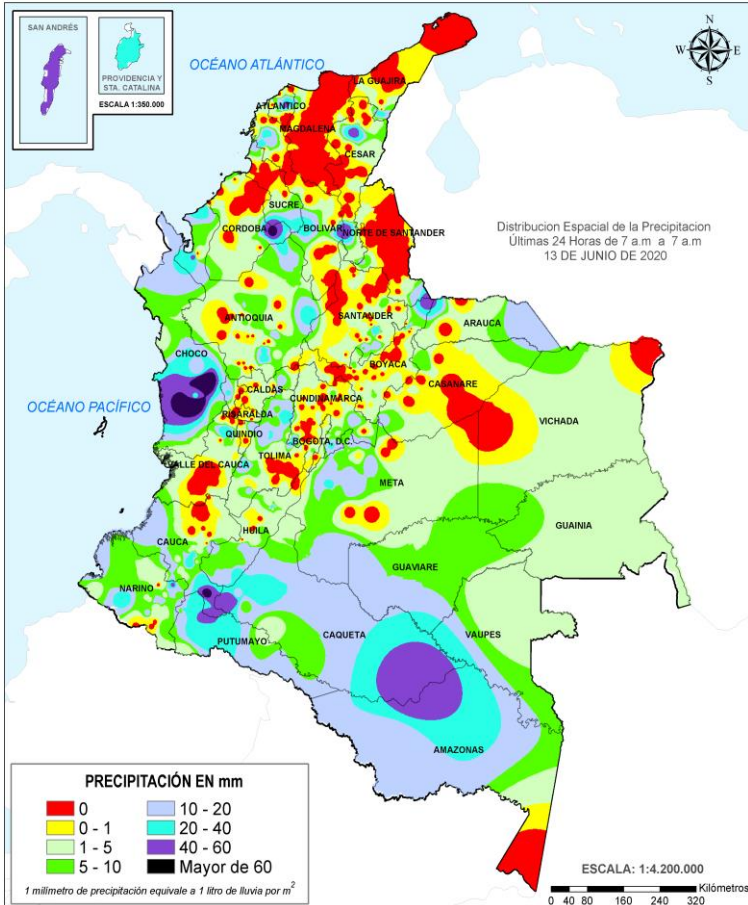 SAN ANDRÉS
PROVIDENCIA Y
STA. CATALINA
ESCALA 1:350.000
OCÉANO ATLÁNTICO
N
W
E
S
LA GUAJIRA
ATLANTICO
MAGDALENA
CESAR
SUCRE
CORDOBA
BOLIVAR
NORTE DE SANTANDER
Distribucion Espacial de la Precipitacion
Últimas 24 Horas de 7 a.m a 7 a.m
13 DE JUNIO DE 2020
ANTIOQUIA
SANTANDER
ARAUCA
CHOCO
BOYACA
CASANARE
CALDAS
CUNDINAMARCA
OCÉANO PACÍFICO
RISARALDA
VICHADA
QUINDIO
BOGOTA, D.C.
TOLIMA
VALLE DEL CAUCA
META
GUAINIA
HUILA
CAUCA
GUAVIARE
NARINO
CAQUETA
VAUPES
PUTUMAYO
AMAZONAS
PRECIPITACIÓN EN mm
0
10 - 20
0 - 1
20 - 40
1 - 5
40 - 60
5 - 10
Mayor de 60
1 milímetro de precipitación equivale a 1 litro de lluvia por m²
ESCALA: 1:4.200.000
Kilómetros
0 40 80 160 240 320